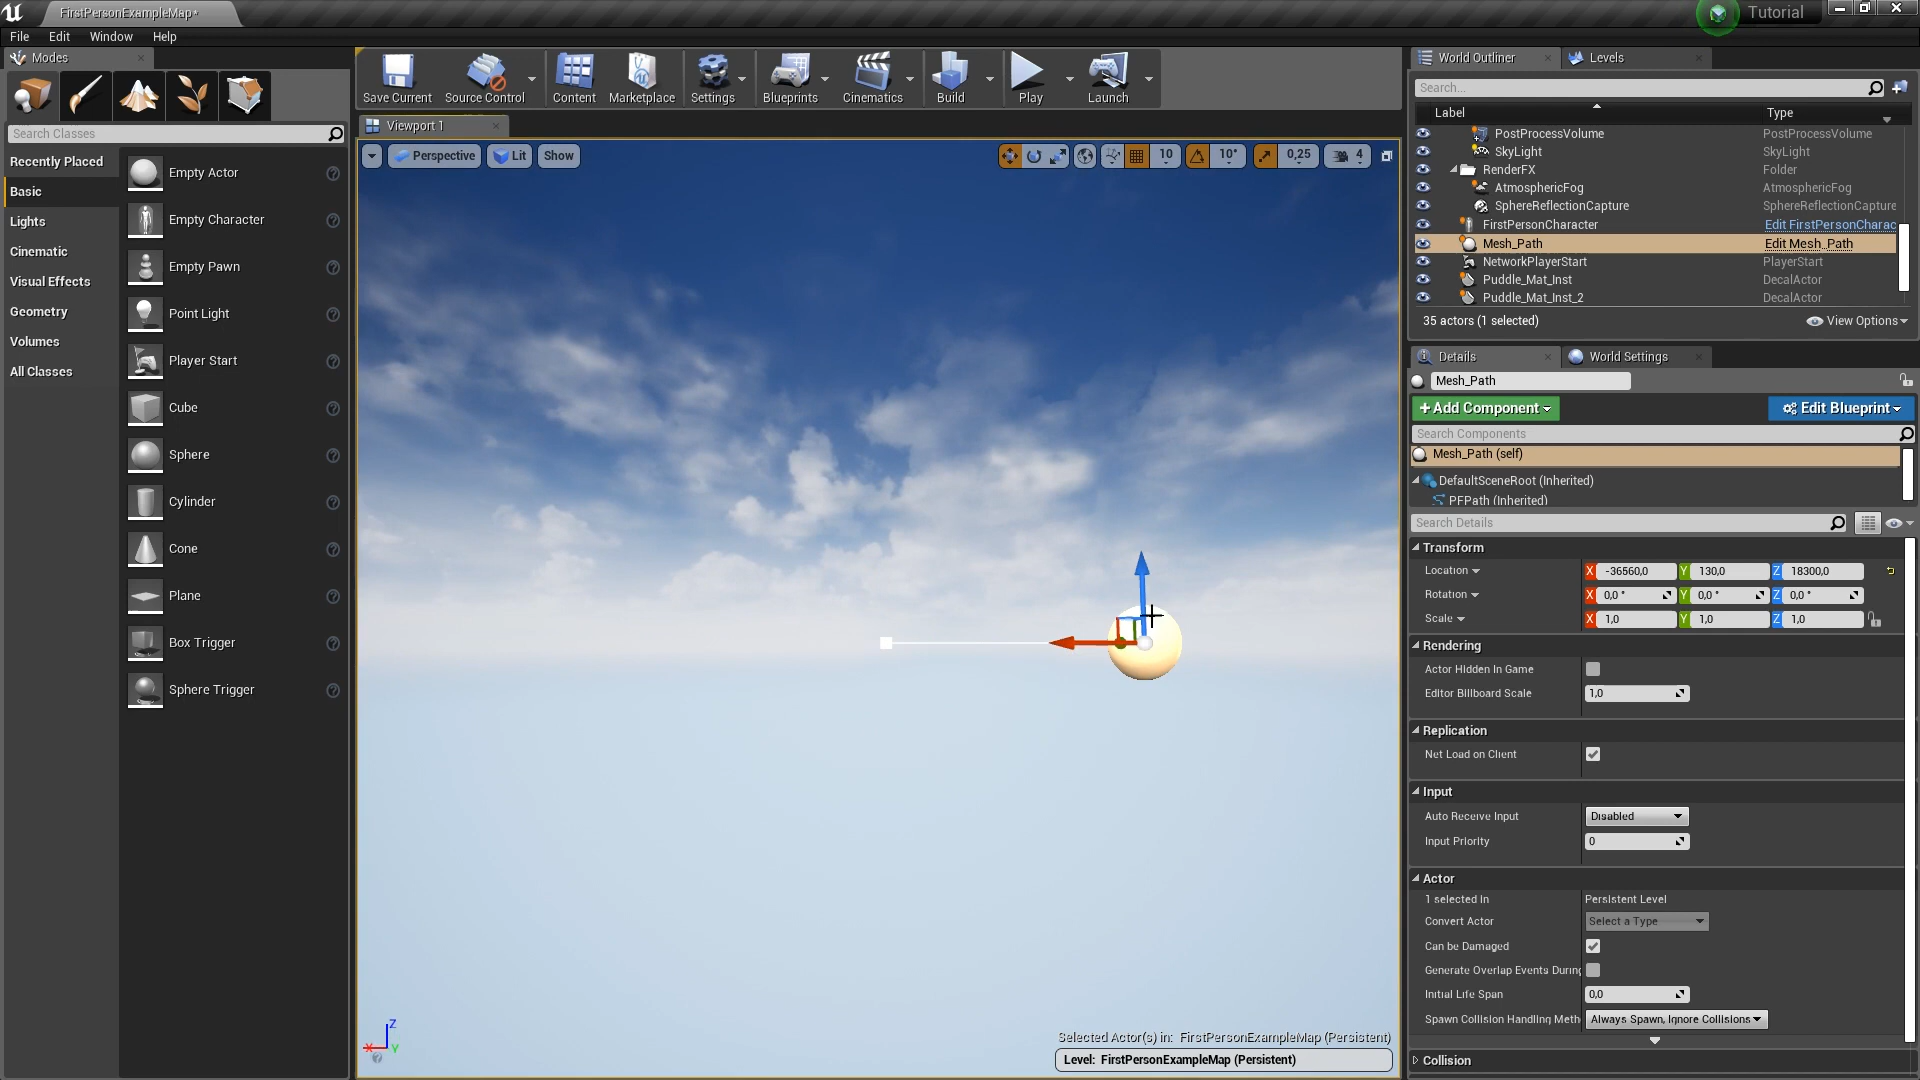 FirstPersonExampleMap*
Tutorial
File Edit Window Help
Modes
Search Classes
Recently Placed
Basic
Lights
Cinematic
Visual Effects
Geometry
Volumes
All Classes
Empty Actor
Empty Character
Empty Pawn
Point Light
Player Start
Cube
Sphere
Cylinder
Cone
Plane
Box Trigger
Sphere Trigger
Save Current Source Control Content Marketplace Settings Blueprints Cinematics Build Play Launch
Viewport 1
Perspective Lit Show 10 10° 0,25 4
Z
X Y
Selected Actor(s) in: FirstPersonExampleMap (Persistent)
Level: FirstPersonExampleMap (Persistent)
World Outliner Levels
Search...
Label Type
PostProcessVolume PostProcessVolume
SkyLight SkyLight
RenderFX Folder
AtmosphericFog AtmosphericFog
SphereReflectionCapture SphereReflectionCapture
FirstPersonCharacter Edit FirstPersonCharac
Mesh_Path Edit Mesh_Path
NetworkPlayerStart PlayerStart
Puddle_Mat_Inst DecalActor
Puddle_Mat_Inst_2 DecalActor
35 actors (1 selected) View Options
Details World Settings
Mesh_Path
+Add Component Edit Blueprint
Search Components
Mesh_Path (self)
DefaultSceneRoot (Inherited)
PFPath (Inherited)
Search Details
Transform
Location X -36560,0 Y 130,0 Z 18300,0
Rotation X 0,0 ° Y 0,0 ° Z 0,0 °
Scale X 1,0 Y 1,0 Z 1,0
Rendering
Actor Hidden In Game
Editor Billboard Scale 1,0
Replication
Net Load on Client
Input
Auto Receive Input Disabled
Input Priority 0
Actor
1 selected in Persistent Level
Convert Actor Select a Type
Can be Damaged
Generate Overlap Events During
Initial Life Span 0,0
Spawn Collision Handling Meth Always Spawn, Ignore Collisions
Collision